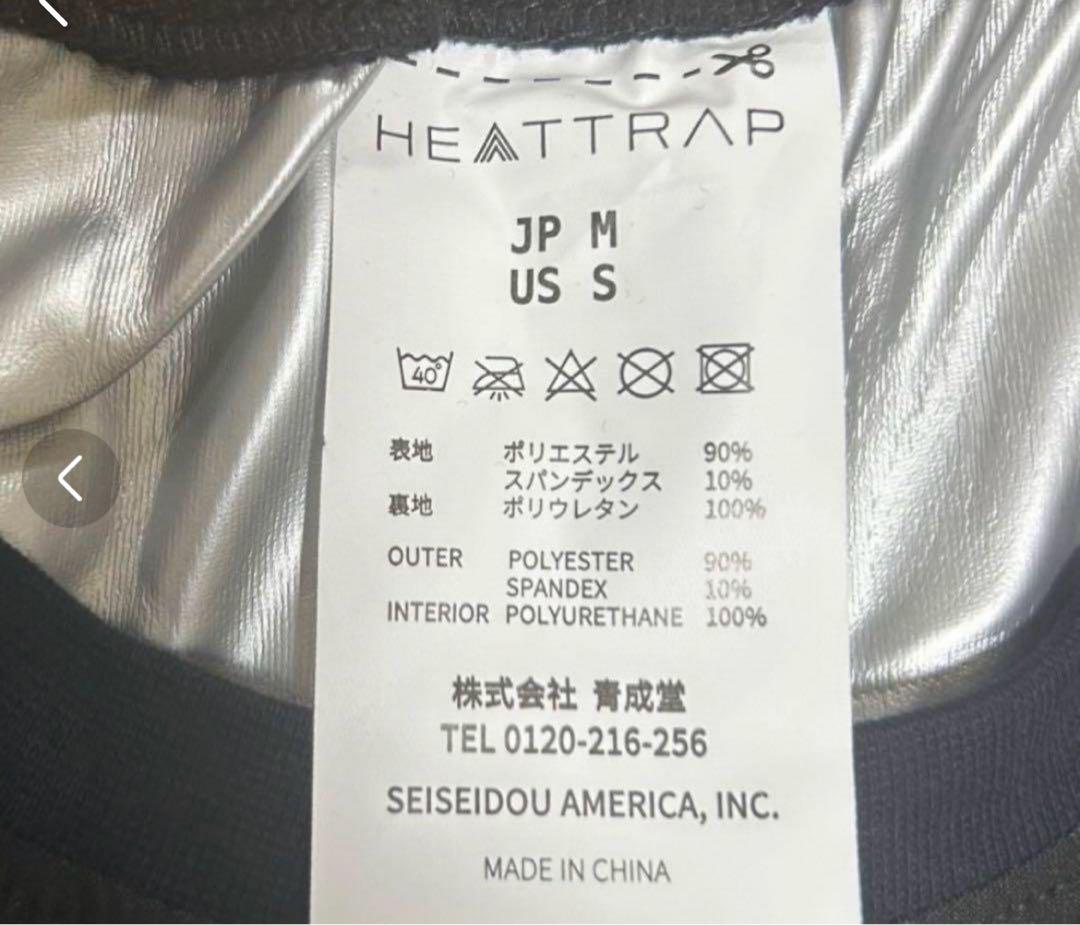 HEATTRAP
JP M
US S
40°
表地 ポリエステル 90%
スパンデックス 10%
裏地 ポリウレタン 100%
OUTER POLYESTER 90%
SPANDEX 10%
INTERIOR POLYURETHANE 100%
株式会社 青成堂
TEL 0120-216-256
SEISEIDOU AMERICA, INC.
MADE IN CHINA